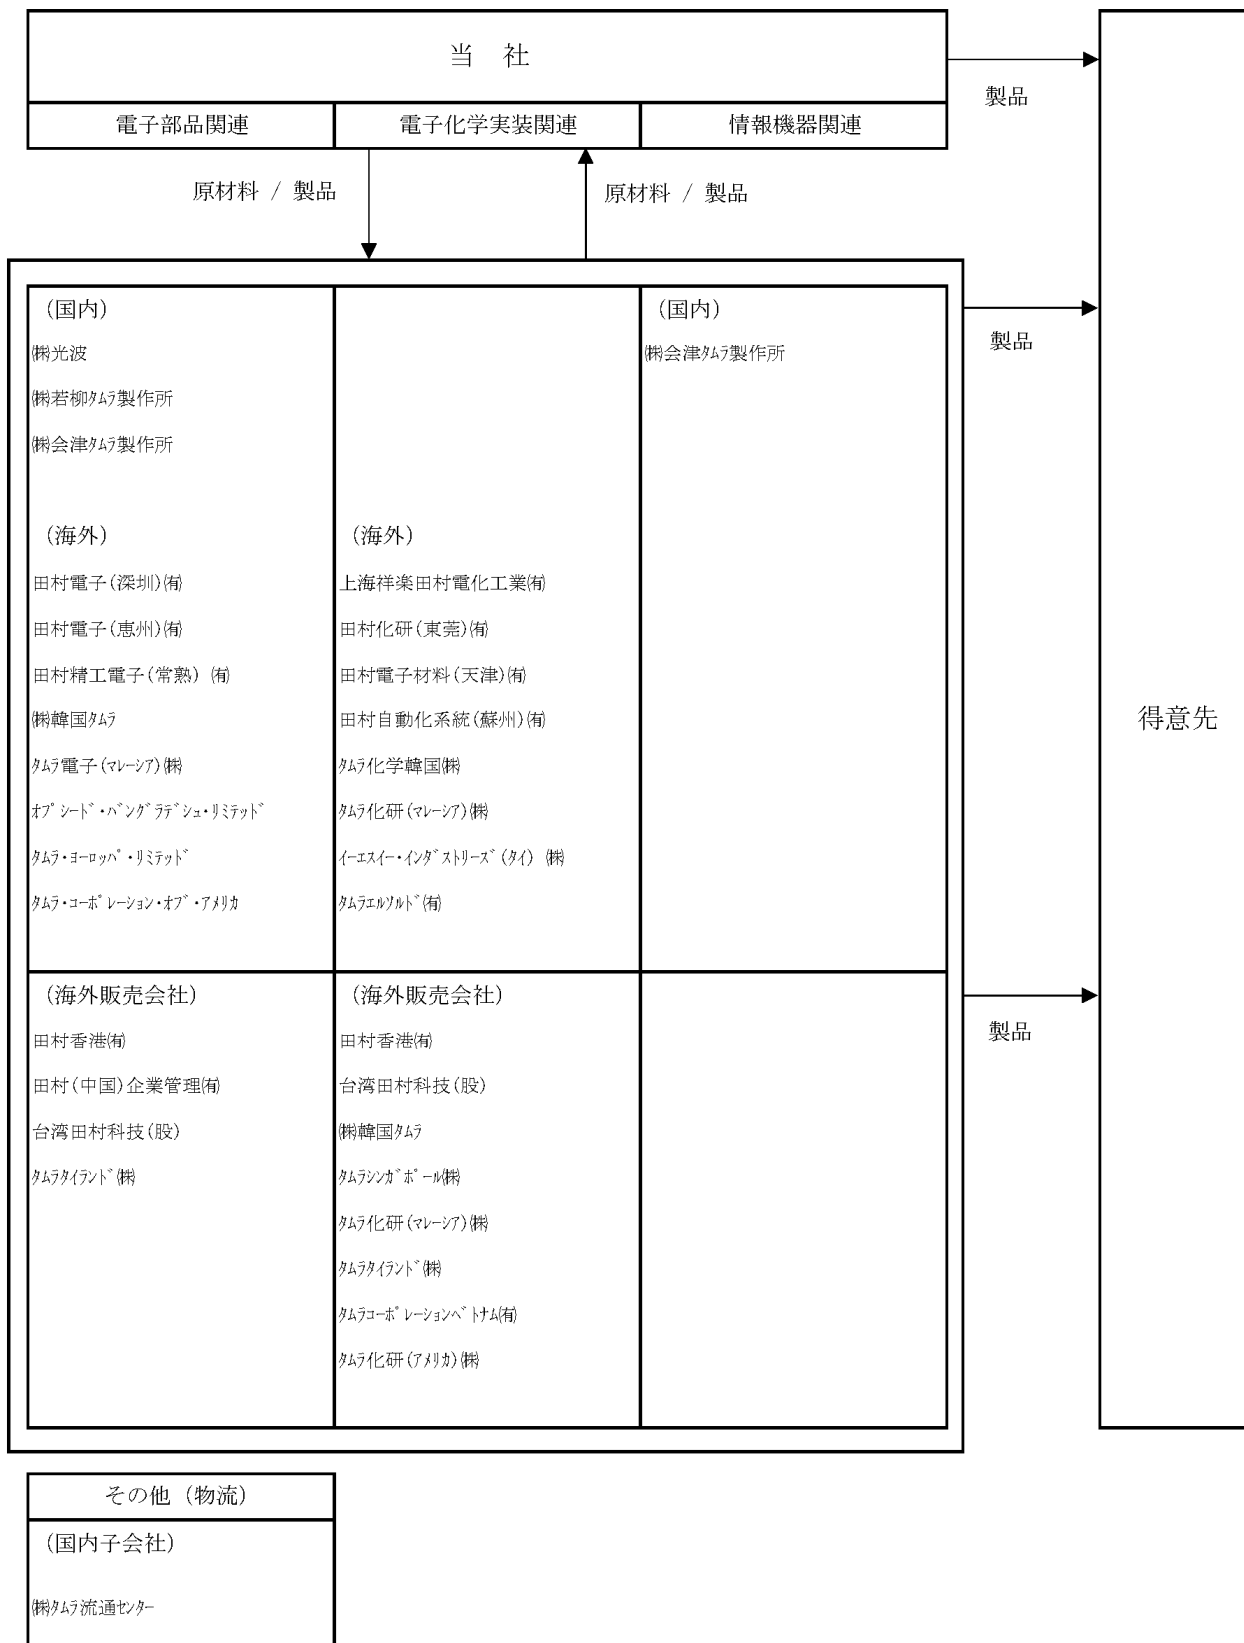 当　社
製品
電子部品関連
電子化学実装関連
情報機器関連
原材料 / 製品
原材料 / 製品
（国内）
㈱光波
㈱若柳ﾀﾑﾗ製作所
㈱会津ﾀﾑﾗ製作所
（海外）
田村電子(深圳)㈲
田村電子(恵州)㈲
田村精工電子(常熟) ㈲
㈱韓国ﾀﾑﾗ
ﾀﾑﾗ電子(ﾏﾚｰｼｱ)㈱
ｵﾌﾟｼｰﾄﾞ・ﾊﾞﾝｸﾞﾗﾃﾞｼｭ・ﾘﾐﾃｯﾄﾞ
ﾀﾑﾗ・ﾖｰﾛｯﾊﾟ・ﾘﾐﾃｯﾄﾞ
ﾀﾑﾗ・ｺｰﾎﾟﾚｰｼｮﾝ・ｵﾌﾞ・ｱﾒﾘｶ
（海外）
上海祥楽田村電化工業㈲
田村化研(東莞)㈲
田村電子材料(天津)㈲
田村自動化系統(蘇州)㈲
ﾀﾑﾗ化学韓国㈱
ﾀﾑﾗ化研(ﾏﾚｰｼｱ)㈱
ｲｰｴｽｲｰ・ｲﾝﾀﾞｽﾄﾘｰｽﾞ(ﾀｲ) ㈱
ﾀﾑﾗｴﾙｿﾙﾄﾞ㈲
（国内）
㈱会津ﾀﾑﾗ製作所
製品
得意先
（海外販売会社）
田村香港㈲
田村(中国)企業管理㈲
台湾田村科技(股)
ﾀﾑﾗﾀｲﾗﾝﾄﾞ㈱
（海外販売会社）
田村香港㈲
台湾田村科技(股)
㈱韓国ﾀﾑﾗ
ﾀﾑﾗｼﾝｶﾞﾎﾟｰﾙ㈱
ﾀﾑﾗ化研(ﾏﾚｰｼｱ)㈱
ﾀﾑﾗﾀｲﾗﾝﾄﾞ㈱
ﾀﾑﾗｺｰﾎﾟﾚｰｼｮﾝﾍﾞﾄﾅﾑ㈲
ﾀﾑﾗ化研(ｱﾒﾘｶ)㈱
製品
その他（物流）
（国内子会社）
㈱ﾀﾑﾗ流通ｾﾝﾀｰ